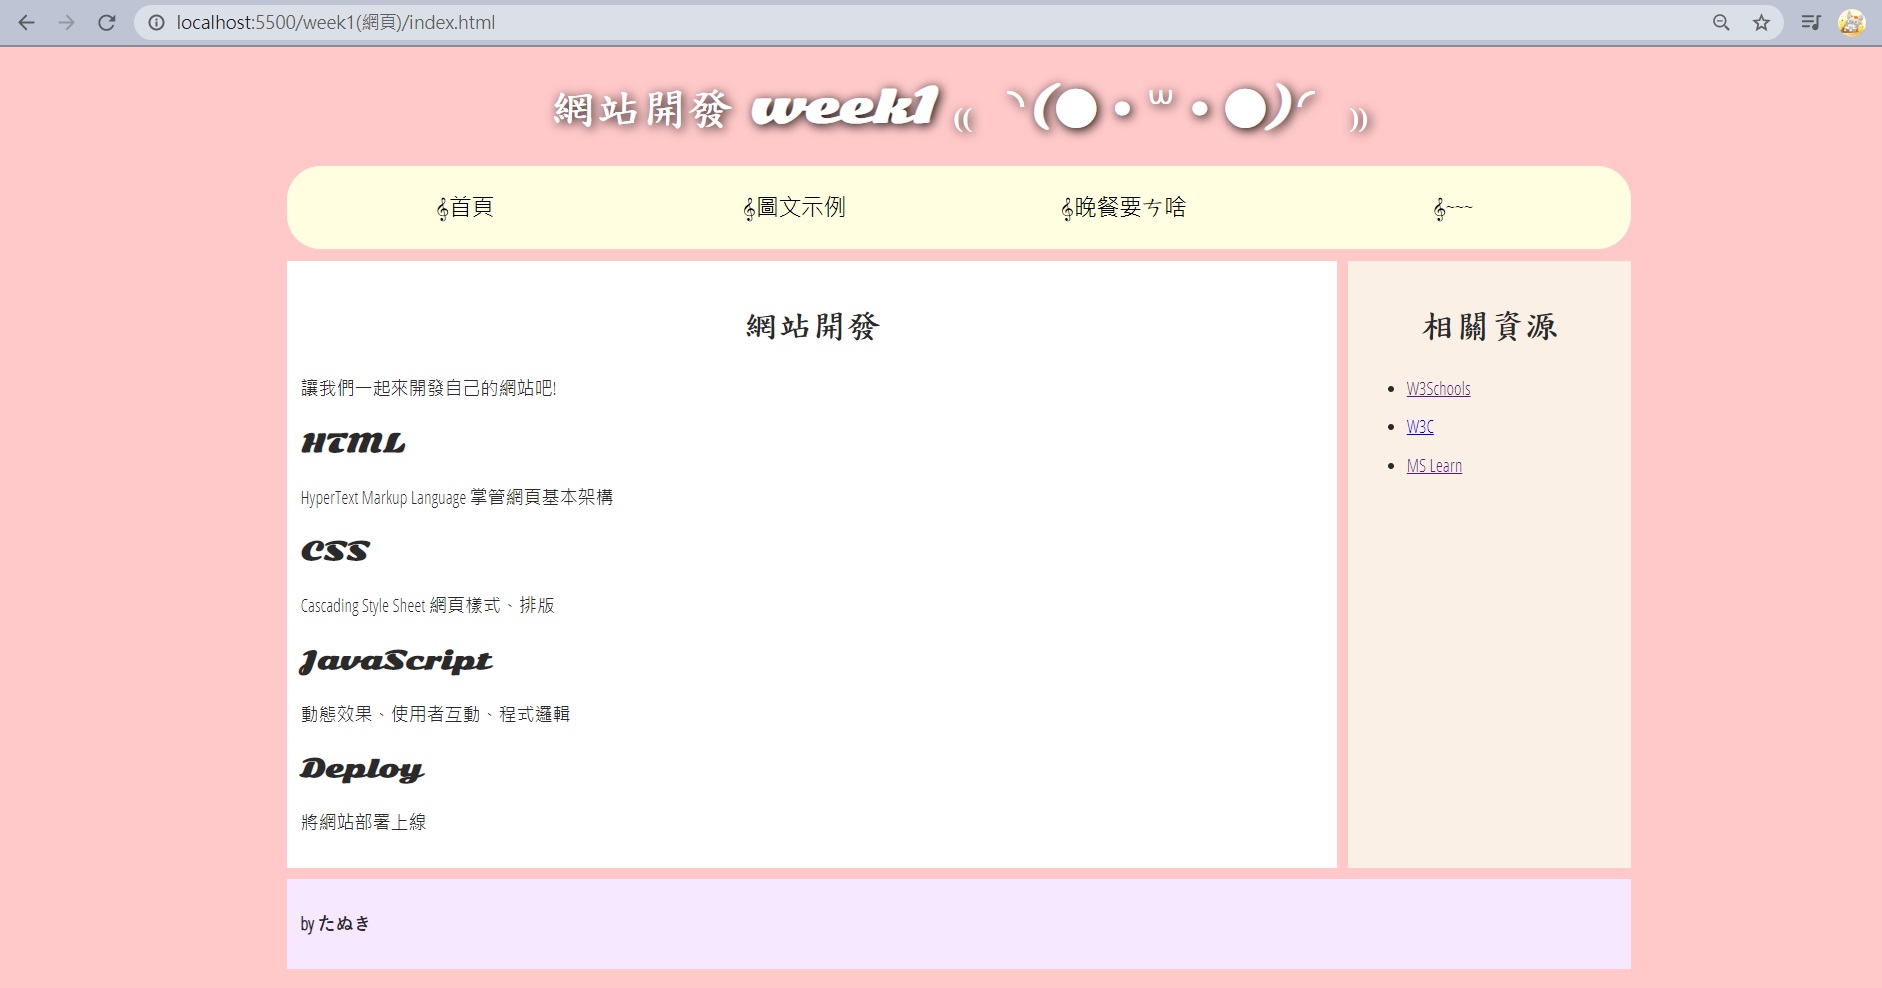 localhost:5500/week1(網頁)/index.html
網站開發 week1 (( ◝(●•꒳•●)◜ ))
𝄞首頁 𝄞圖文示例 𝄞晚餐要ㄘ啥 𝄞~~~
網站開發
讓我們一起來開發自己的網站吧!
HTML
HyperText Markup Language 掌管網頁基本架構
CSS
Cascading Style Sheet 網頁樣式、排版
JavaScript
動態效果、使用者互動、程式邏輯
Deploy
將網站部署上線
相關資源
W3Schools
W3C
MS Learn
by たぬき